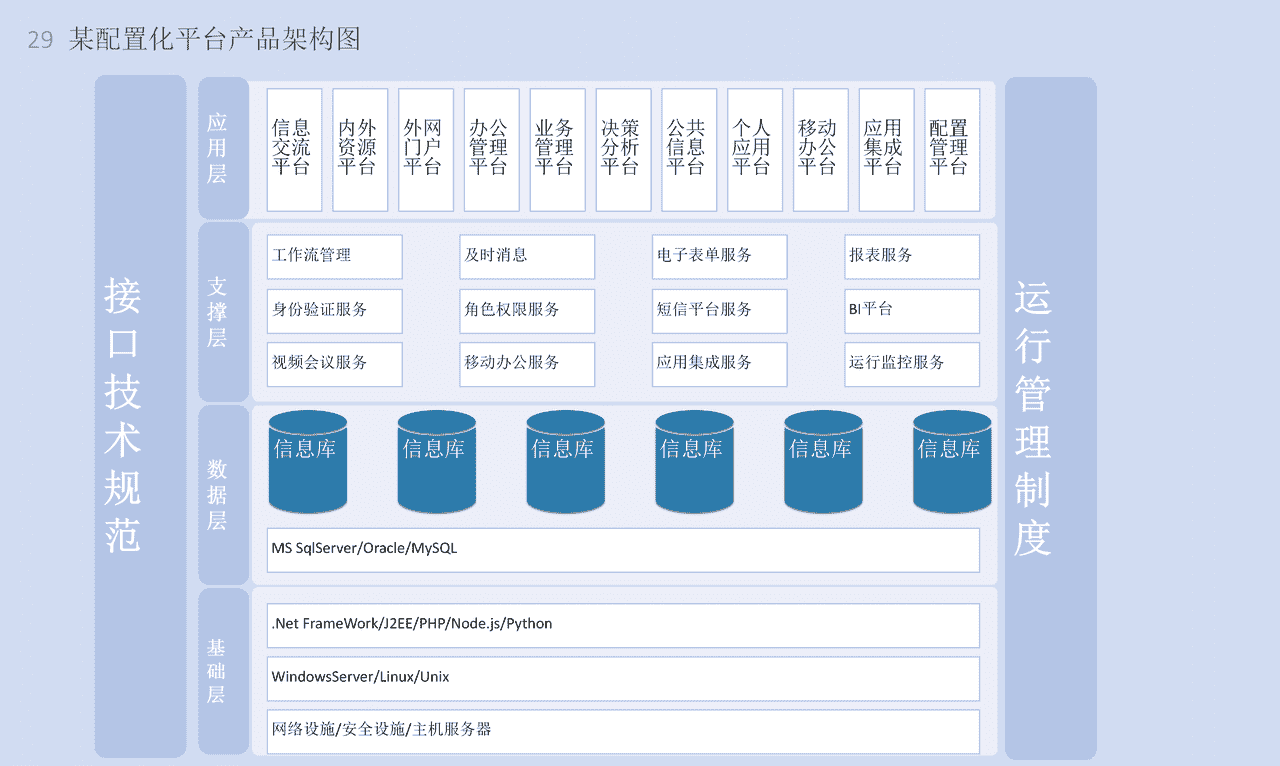 29 某配置化平台产品架构图
接口技术规范
应用层
信息
交流
平台
内外
资源
平台
外网
门户
平台
办公
管理
平台
业务
管理
平台
决策
分析
平台
公共
信息
平台
个人
应用
平台
移动
办公
平台
应用
集成
平台
配置
管理
平台
支撑层
工作流管理
及时消息
电子表单服务
报表服务
身份验证服务
角色权限服务
短信平台服务
BI平台
视频会议服务
移动办公服务
应用集成服务
运行监控服务
数据层
信息库
信息库
信息库
信息库
信息库
信息库
MS SqlServer/Oracle/MySQL
基础层
.Net FrameWork/J2EE/PHP/Node.js/Python
WindowsServer/Linux/Unix
网络设施/安全设施/主机服务器
运行管理制度